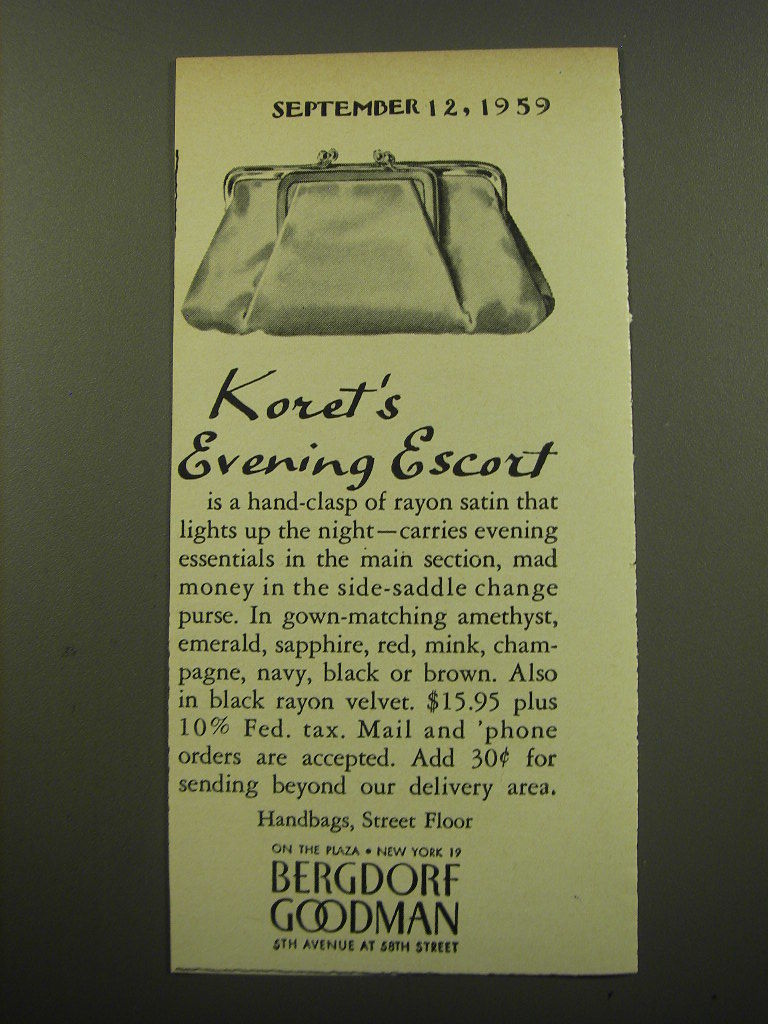 SEPTEMBER 12, 1959
Koret's
Evening Escort
is a hand-clasp of rayon satin that
lights up the night—carries evening
essentials in the main section, mad
money in the side-saddle change
purse. In gown-matching amethyst,
emerald, sapphire, red, mink, cham-
pagne, navy, black or brown. Also
in black rayon velvet. $15.95 plus
10% Fed. tax. Mail and 'phone
orders are accepted. Add 30¢ for
sending beyond our delivery area.
Handbags, Street Floor
ON THE PLAZA • NEW YORK 19
BERGDORF
GOODMAN
5TH AVENUE AT 58TH STREET